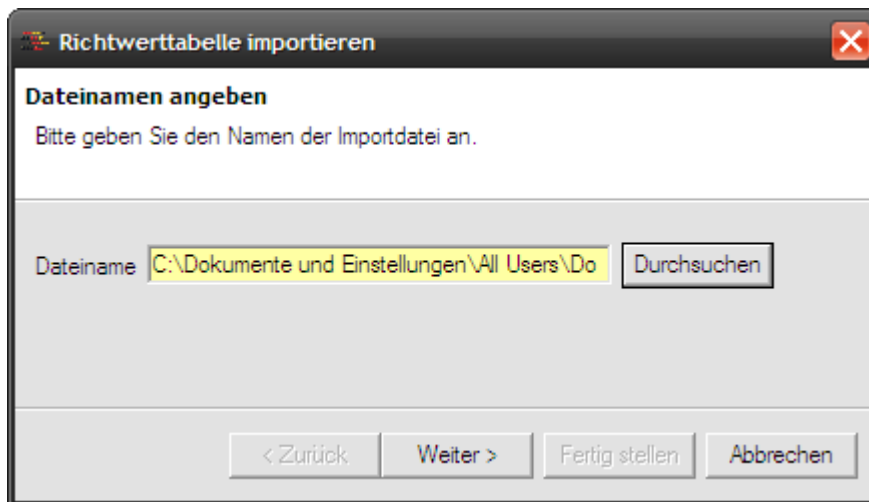 Richtwerttabelle importieren
Dateinamen angeben
Bitte geben Sie den Namen der Importdatei an.
Dateiname C:\Dokumente und Einstellungen\All Users\Do Durchsuchen
< Zurück Weiter > Fertig stellen Abbrechen